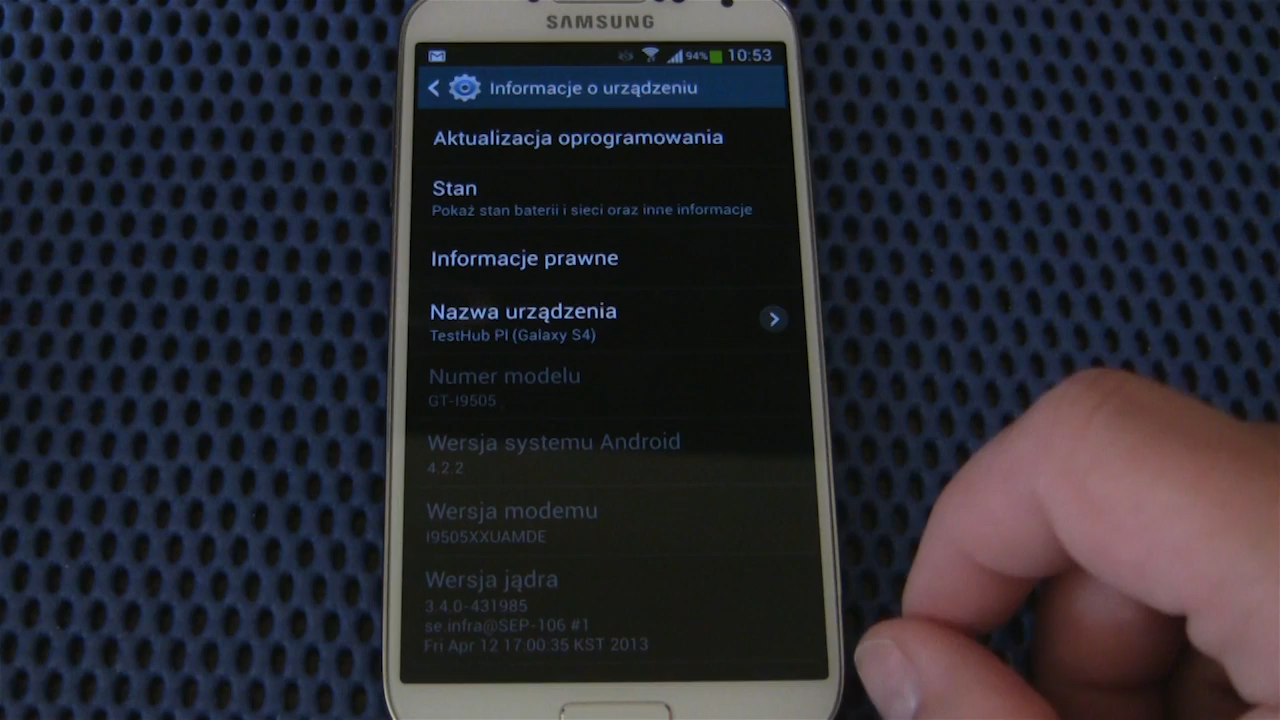 SAMSUNG
94% 10:53
Informacje o urządzeniu
Aktualizacja oprogramowania
Stan
Pokaż stan baterii i sieci oraz inne informacje
Informacje prawne
Nazwa urządzenia
TestHub Pl (Galaxy S4)
Numer modelu
GT-I9505
Wersja systemu Android
4.2.2
Wersja modemu
I9505XXUAMDE
Wersja jądra
3.4.0-431985
se.infra@SEP-106 #1
Fri Apr 12 17:00:35 KST 2013